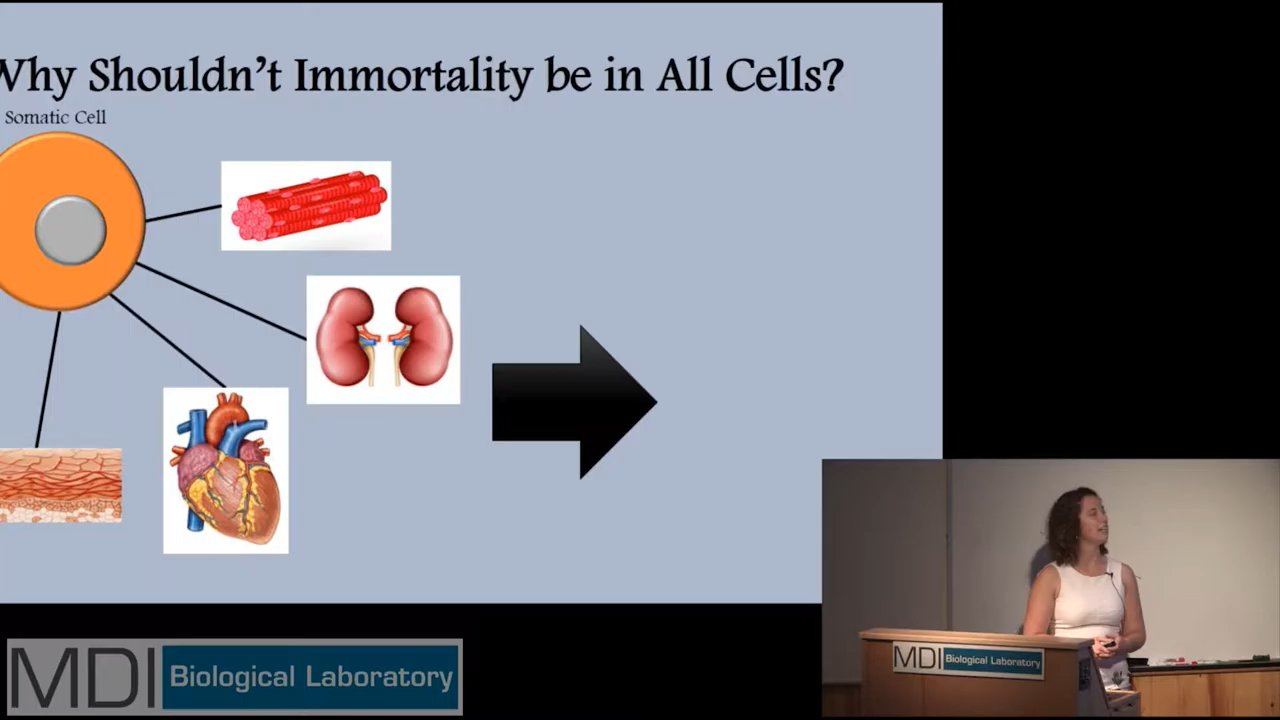 Why Shouldn't Immortality be in All Cells?
Somatic Cell
MDI Biological Laboratory
MDI Biological Laboratory